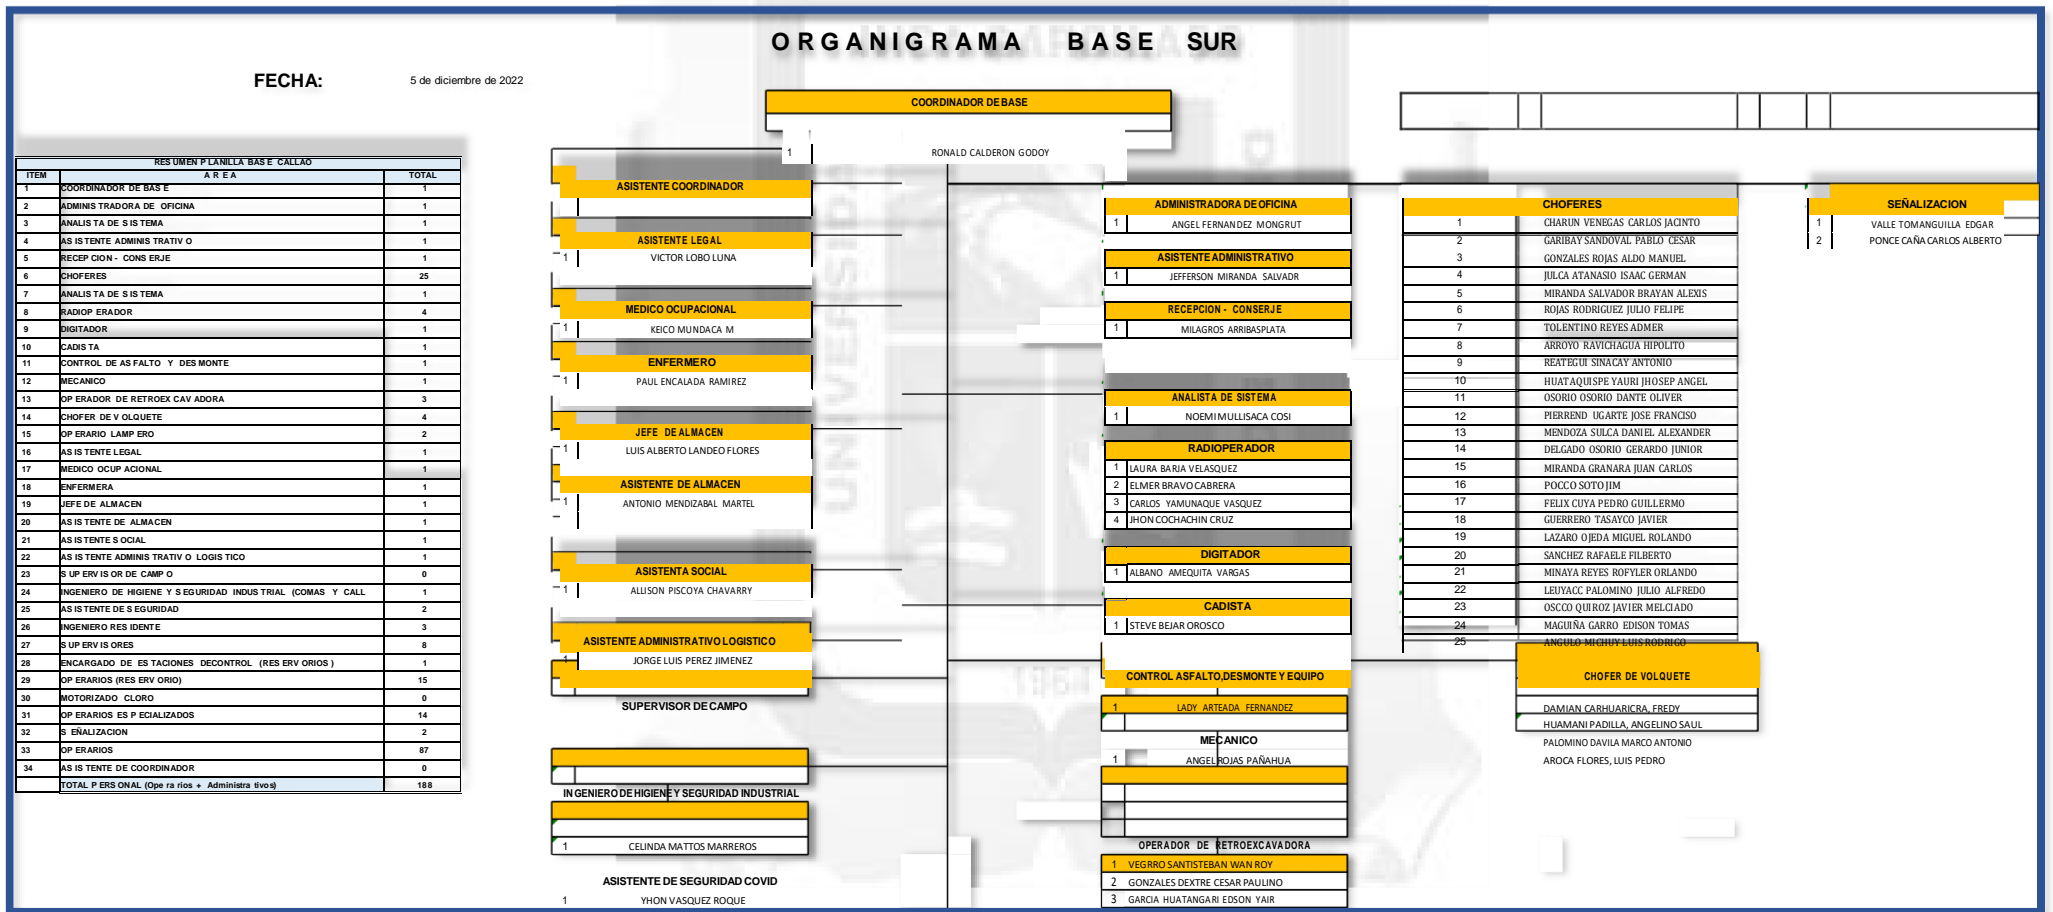 ORGANIGRAMA BASE SUR
FECHA: 5 de diciembre de 2022
COORDINADOR DE BASE
1 RONALD CALDERON GODOY
RESUMEN PLANILLA BASE CALLAO
ITEM AREA TOTAL
1 COORDINADOR DE BASE 1
2 ADMINISTRADORA DE OFICINA 1
3 ANALISTA DE SISTEMA 1
4 ASISTENTE ADMINISTRATIVO 1
5 RECEPCION - CONSERJE 1
6 CHOFERES 25
7 ANALISTA DE SISTEMA 1
8 RADIOPERADOR 4
9 DIGITADOR 1
10 CADISTA 1
11 CONTROL DE ASFALTO Y DESMONTE 1
12 MECANICO 1
13 OPERADOR DE RETROEXCAVADORA 3
14 CHOFER DE VOLQUETE 4
15 OPERARIO LAMPERO 2
16 ASISTENTE LEGAL 1
17 MEDICO OCUPACIONAL 1
18 ENFERMERA 1
19 JEFE DE ALMACEN 1
20 ASISTENTE DE ALMACEN 1
21 ASISTENTE SOCIAL 1
22 ASISTENTE ADMINISTRATIVO LOGISTICO 1
23 SUPERVISOR DE CAMPO 0
24 INGENIERO DE HIGIENE Y SEGURIDAD INDUSTRIAL (COMAS Y CALL 1
25 ASISTENTE DE SEGURIDAD 2
26 INGENIERO RESIDENTE 3
27 SUPERVISORES 8
28 ENCARGADO DE ESTACIONES DECONTROL (RESERVORIOS) 1
29 OPERARIOS (RESERVORIO) 15
30 MOTORIZADO CLORO 0
31 OPERARIOS ESPECIALIZADOS 14
32 SEÑALIZACION 2
33 OPERARIOS 87
34 ASISTENTE DE COORDINADOR 0
TOTAL PERSONAL (Operarios + Administrativos) 188
ASISTENTE COORDINADOR
ASISTENTE LEGAL
1 VICTOR LOBO LUNA
MEDICO OCUPACIONAL
1 KEICO MUNDACA M
ENFERMERO
1 PAUL ENCALADA RAMIREZ
JEFE DE ALMACEN
1 LUIS ALBERTO LANDEO FLORES
ASISTENTE DE ALMACEN
1 ANTONIO MENDIZABAL MARTEL
ASISTENTA SOCIAL
1 ALLISON PISCOYA CHAVARRY
ASISTENTE ADMINISTRATIVO LOGISTICO
1 JORGE LUIS PEREZ JIMENEZ
SUPERVISOR DE CAMPO
INGENIERO DE HIGIENE Y SEGURIDAD INDUSTRIAL
1 CELINDA MATTOS MARREROS
ASISTENTE DE SEGURIDAD COVID
1 YHON VASQUEZ ROQUE
ADMINISTRADORA DE OFICINA
1 ANGEL FERNANDEZ MONGRUT
ASISTENTE ADMINISTRATIVO
1 JEFFERSON MIRANDA SALVADR
RECEPCION - CONSERJE
1 MILAGROS ARRIBASPLATA
ANALISTA DE SISTEMA
1 NOEMI MULLISACA COSI
RADIOPERADOR
1 LAURA BARJA VELASQUEZ
2 ELMER BRAVO CABRERA
3 CARLOS YAMUNAQUE VASQUEZ
4 JHON COCHACHIN CRUZ
DIGITADOR
1 ALBANO AMEQUITA VARGAS
CADISTA
1 STEVE BEJAR OROSCO
CONTROL ASFALTO,DESMONTE Y EQUIPO
1 LADY ARTEADA FERNANDEZ
MECANICO
1 ANGEL ROJAS PAÑAHUA
OPERADOR DE RETROEXCAVADORA
1 VEGRRO SANTISTEBAN WAN ROY
2 GONZALES DEXTRE CESAR PAULINO
3 GARCIA HUATANGARI EDSON YAIR
CHOFERES
1 CHARUN VENEGAS CARLOS JACINTO
2 GARIBAY SANDOVAL PABLO CESAR
3 GONZALES ROJAS ALDO MANUEL
4 JULCA ATANASIO ISAAC GERMAN
5 MIRANDA SALVADOR BRAYAN ALEXIS
6 ROJAS RODRIGUEZ JULIO FELIPE
7 TOLENTINO REYES ADMER
8 ARROYO RAVICHAGUA HIPOLITO
9 REATEGUI SINACAY ANTONIO
10 HUATAQUISPE YAURI JHOSEP ANGEL
11 OSORIO OSORIO DANTE OLIVER
12 PIERREND UGARTE JOSE FRANCISO
13 MENDOZA SULCA DANIEL ALEXANDER
14 DELGADO OSORIO GERARDO JUNIOR
15 MIRANDA GRANARA JUAN CARLOS
16 POCCO SOTO JIM
17 FELIX CUYA PEDRO GUILLERMO
18 GUERRERO TASAYCO JAVIER
19 LAZARO OJEDA MIGUEL ROLANDO
20 SANCHEZ RAFAELE FILBERTO
21 MINAYA REYES ROFYLER ORLANDO
22 LEUYACC PALOMINO JULIO ALFREDO
23 OSCCO QUIROZ JAVIER MELCIADO
24 MAGUIÑA GARRO EDISON TOMAS
25 ANGULO MICHUY LUIS RODRIGO
CHOFER DE VOLQUETE
DAMIAN CARHUARICRA, FREDY
HUAMANI PADILLA, ANGELINO SAUL
PALOMINO DAVILA MARCO ANTONIO
AROCA FLORES, LUIS PEDRO
SEÑALIZACION
1 VALLE TOMANGUILLA EDGAR
2 PONCE CAÑA CARLOS ALBERTO